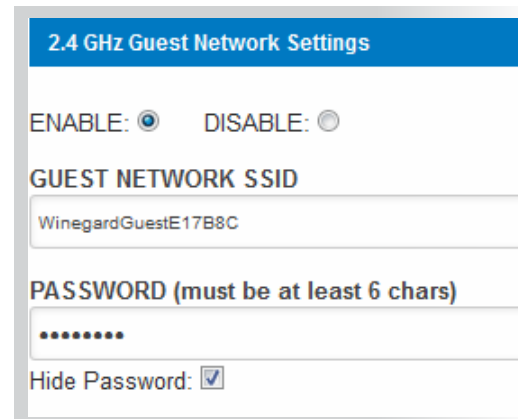 2.4 GHz Guest Network Settings
ENABLE: DISABLE:
GUEST NETWORK SSID
WinegardGuestE17B8C
PASSWORD (must be at least 6 chars)
••••••••
Hide Password: